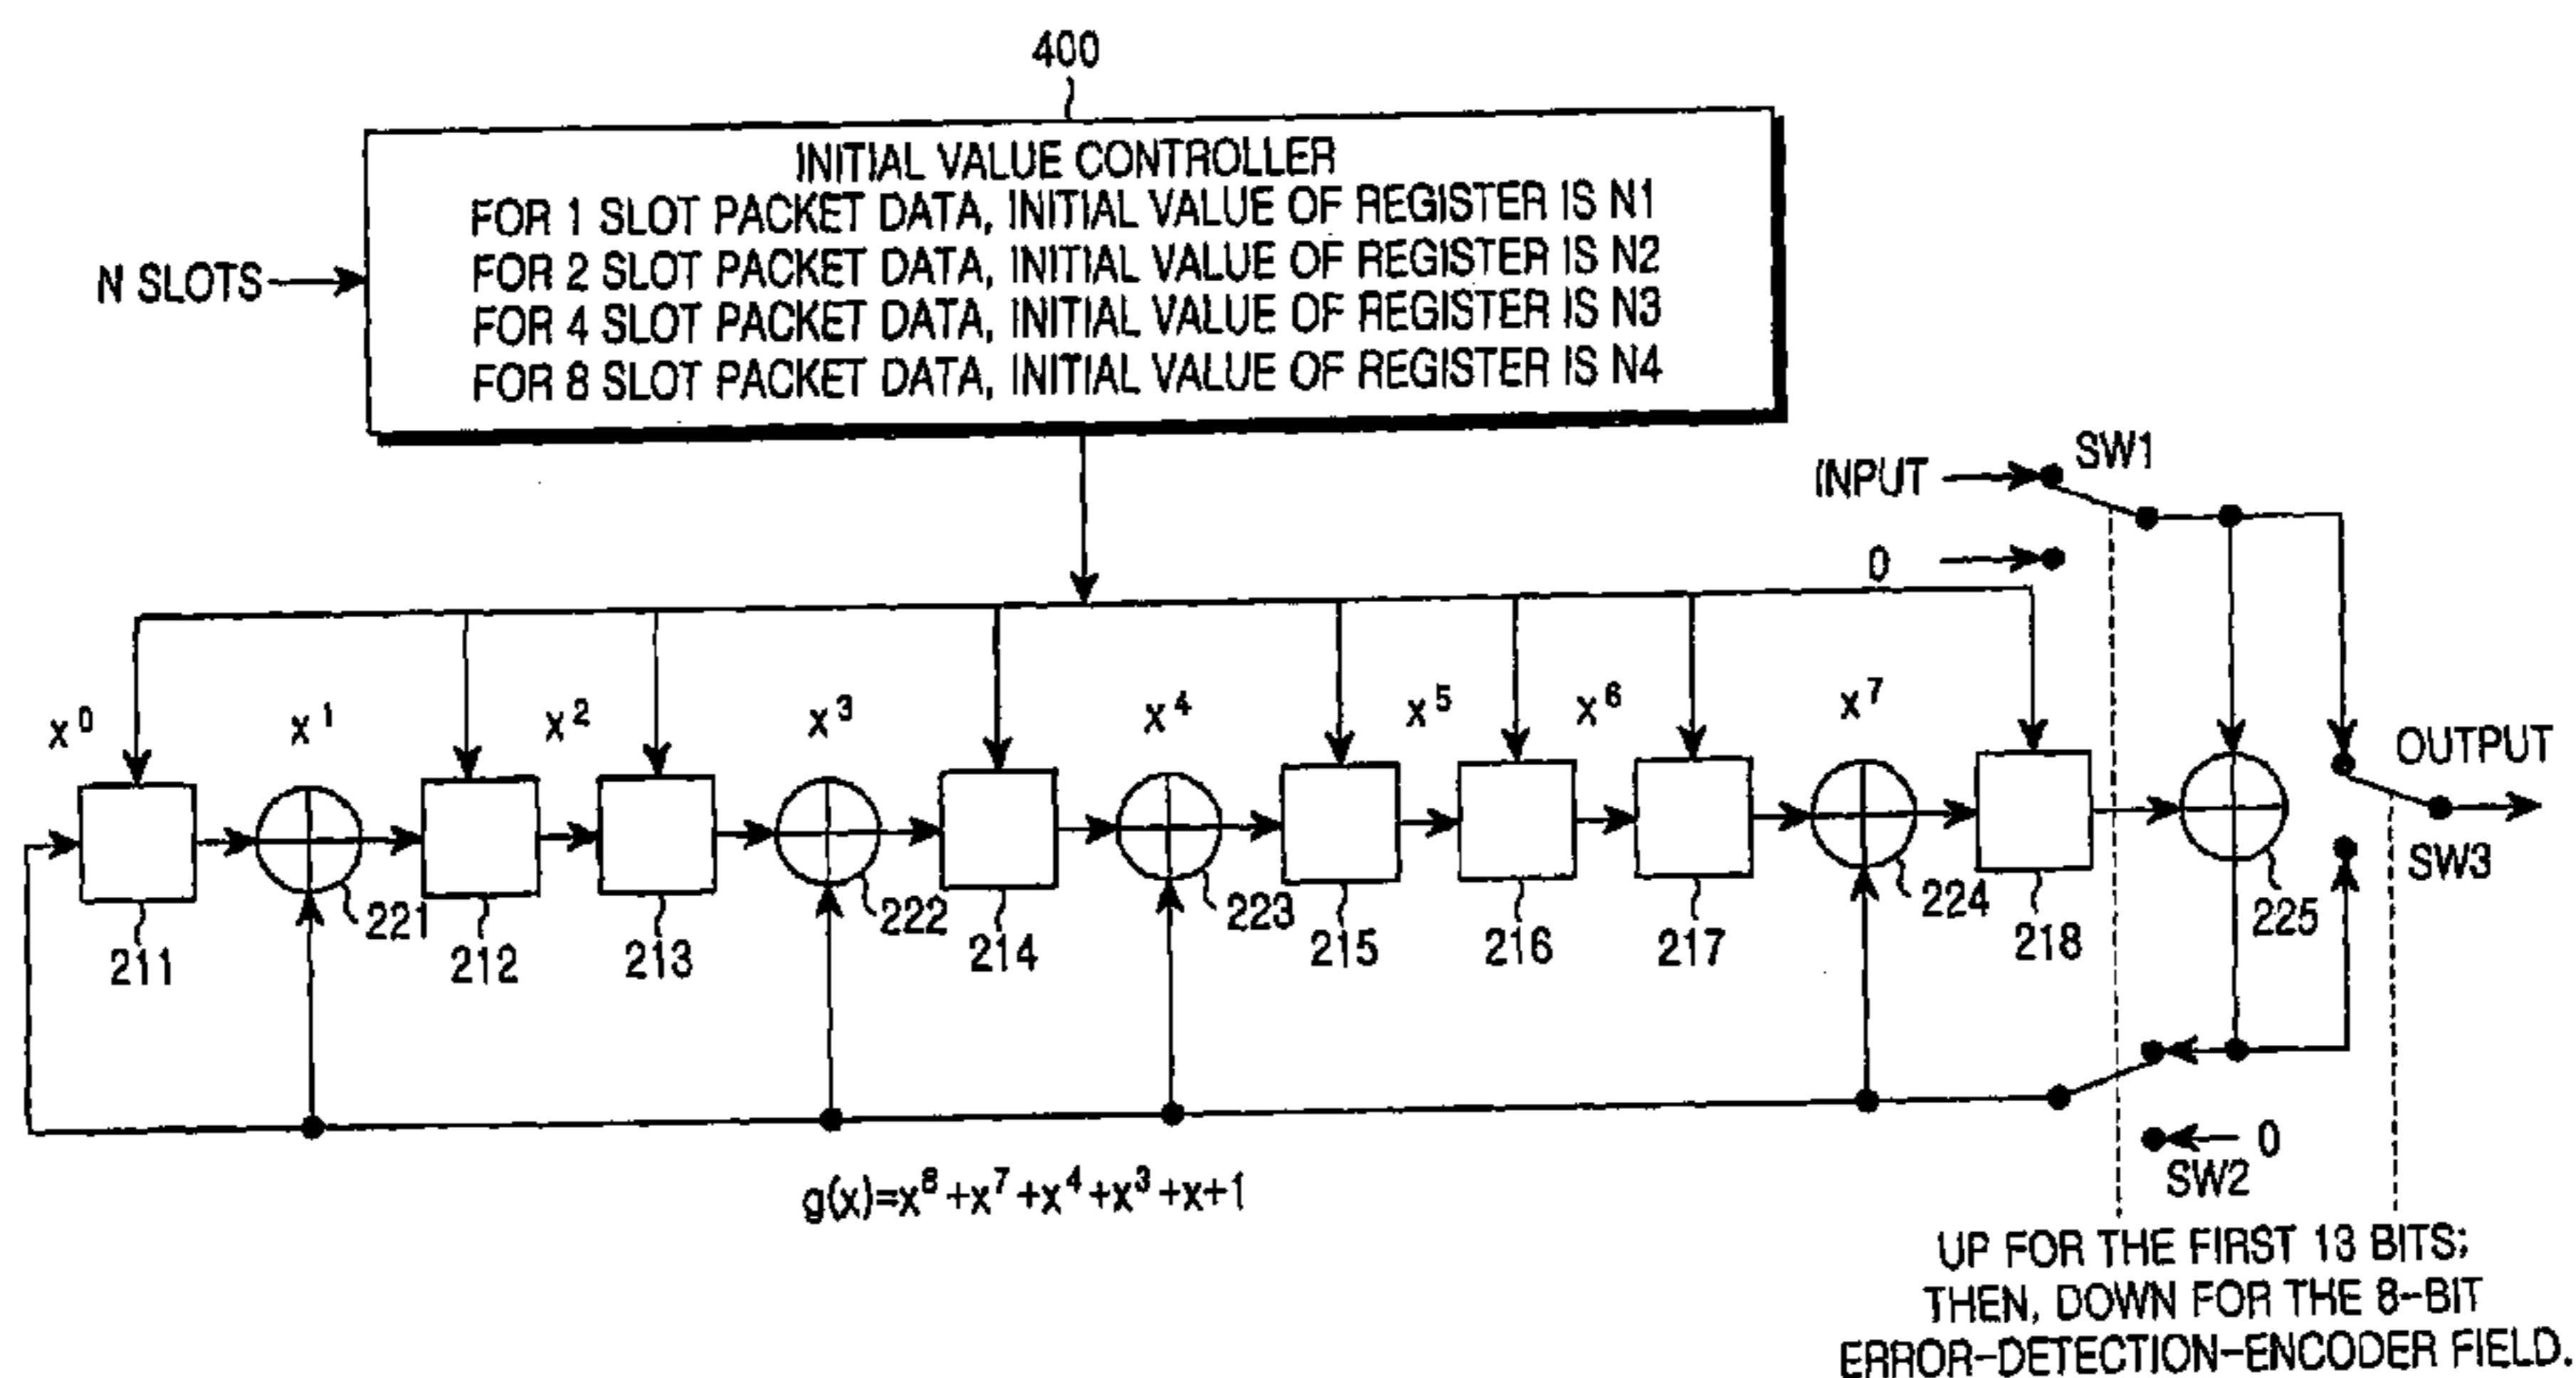 400
INITIAL VALUE CONTROLLER
FOR 1 SLOT PACKET DATA, INITIAL VALUE OF REGISTER IS N1
FOR 2 SLOT PACKET DATA, INITIAL VALUE OF REGISTER IS N2
FOR 4 SLOT PACKET DATA, INITIAL VALUE OF REGISTER IS N3
FOR 8 SLOT PACKET DATA, INITIAL VALUE OF REGISTER IS N4
N SLOTS
INPUT
SW1
0
x⁰ x¹ x² x³ x⁴ x⁵ x⁶ x⁷
OUTPUT
SW3
221 222 223 224 225
211 212 213 214 215 216 217 218
0
SW2
g(x)=x⁸+x⁷+x⁴+x³+x+1
UP FOR THE FIRST 13 BITS;
THEN, DOWN FOR THE 8-BIT
ERROR-DETECTION-ENCODER FIELD.